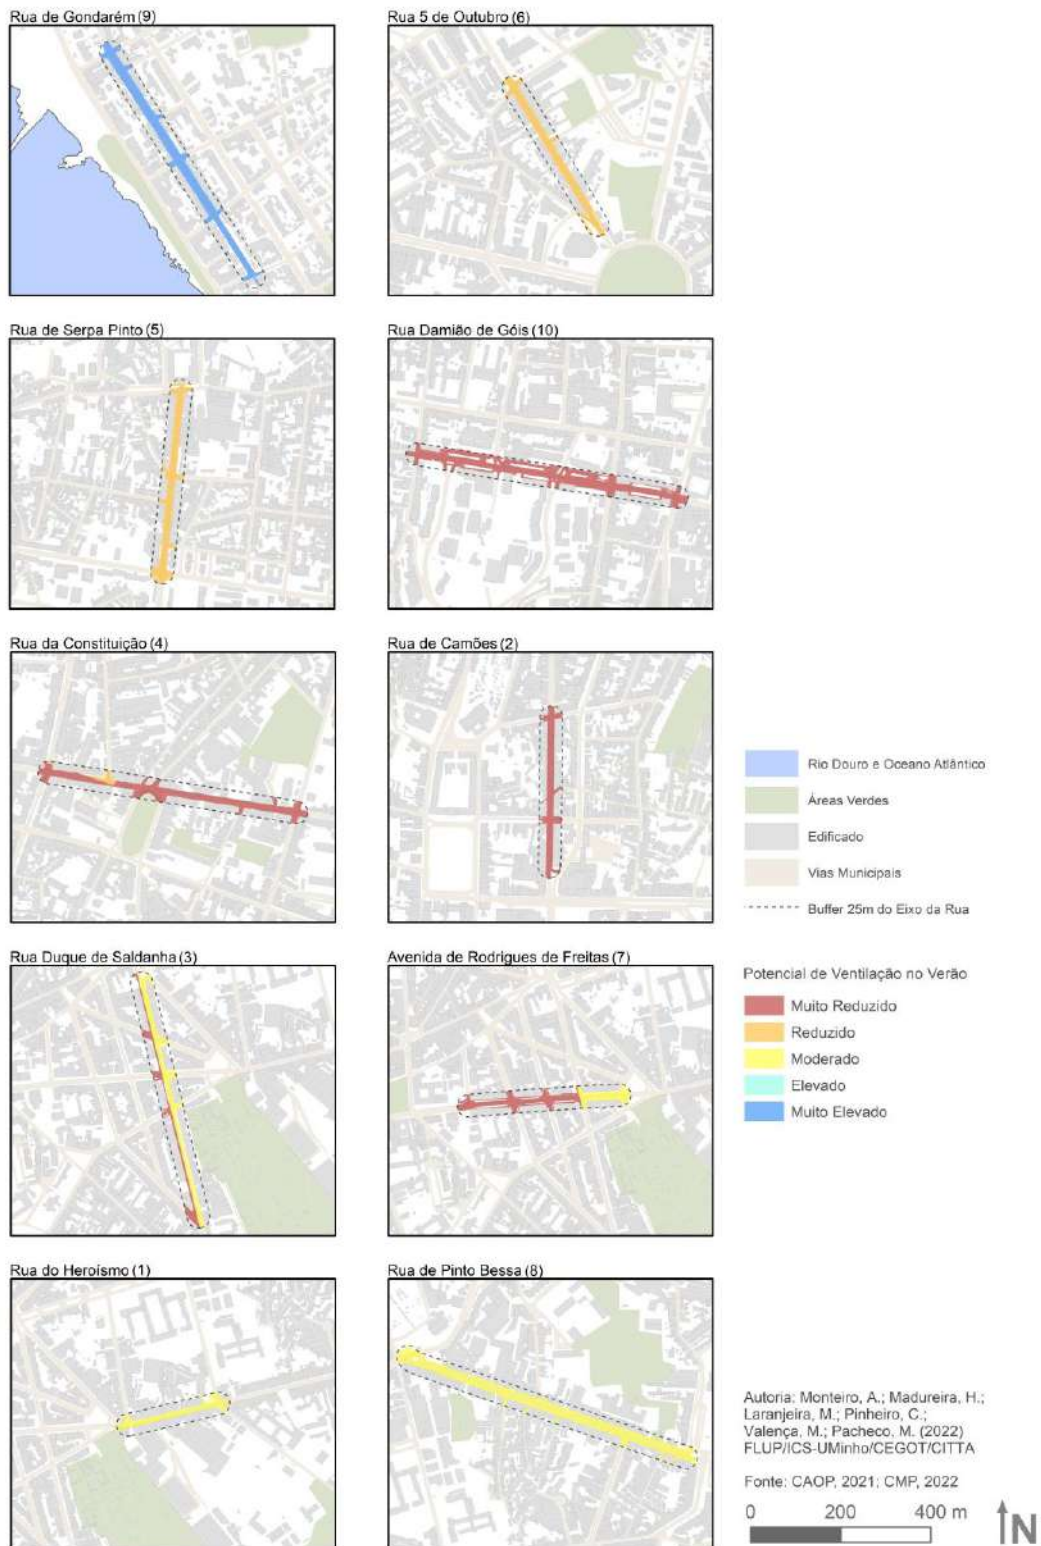 Rua de Gondarém (9)
Rua 5 de Outubro (6)
Rua de Serpa Pinto (5)
Rua Damião de Góis (10)
Rua da Constituição (4)
Rua de Camões (2)
Rio Douro e Oceano Atlântico
Áreas Verdes
Edificado
Vias Municipais
Buffer 25m do Eixo da Rua
Rua Duque de Saldanha (3)
Avenida de Rodrigues de Freitas (7)
Potencial de Ventilação no Verão
Muito Reduzido
Reduzido
Moderado
Elevado
Muito Elevado
Rua do Heroísmo (1)
Rua de Pinto Bessa (8)
Autoria: Monteiro, A.; Madureira, H.;
Laranjeira, M.; Pinheiro, C.;
Valença, M.; Pacheco, M. (2022)
FLUP/ICS-UMinho/CEGOT/CITTA
Fonte: CAOP, 2021; CMP, 2022
0 200 400 m
N